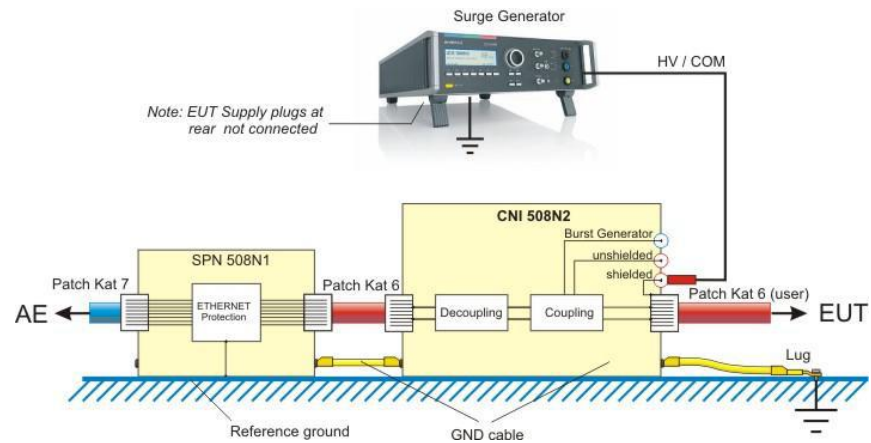 Surge Generator
HV / COM
Note: EUT Supply plugs at
rear not connected
CNI 508N2
Burst Generator
unshielded
shielded
SPN 508N1
Patch Kat 7
ETHERNET
Protection
Patch Kat 6
Decoupling
Coupling
Patch Kat 6 (user)
AE
EUT
Lug
Reference ground
GND cable